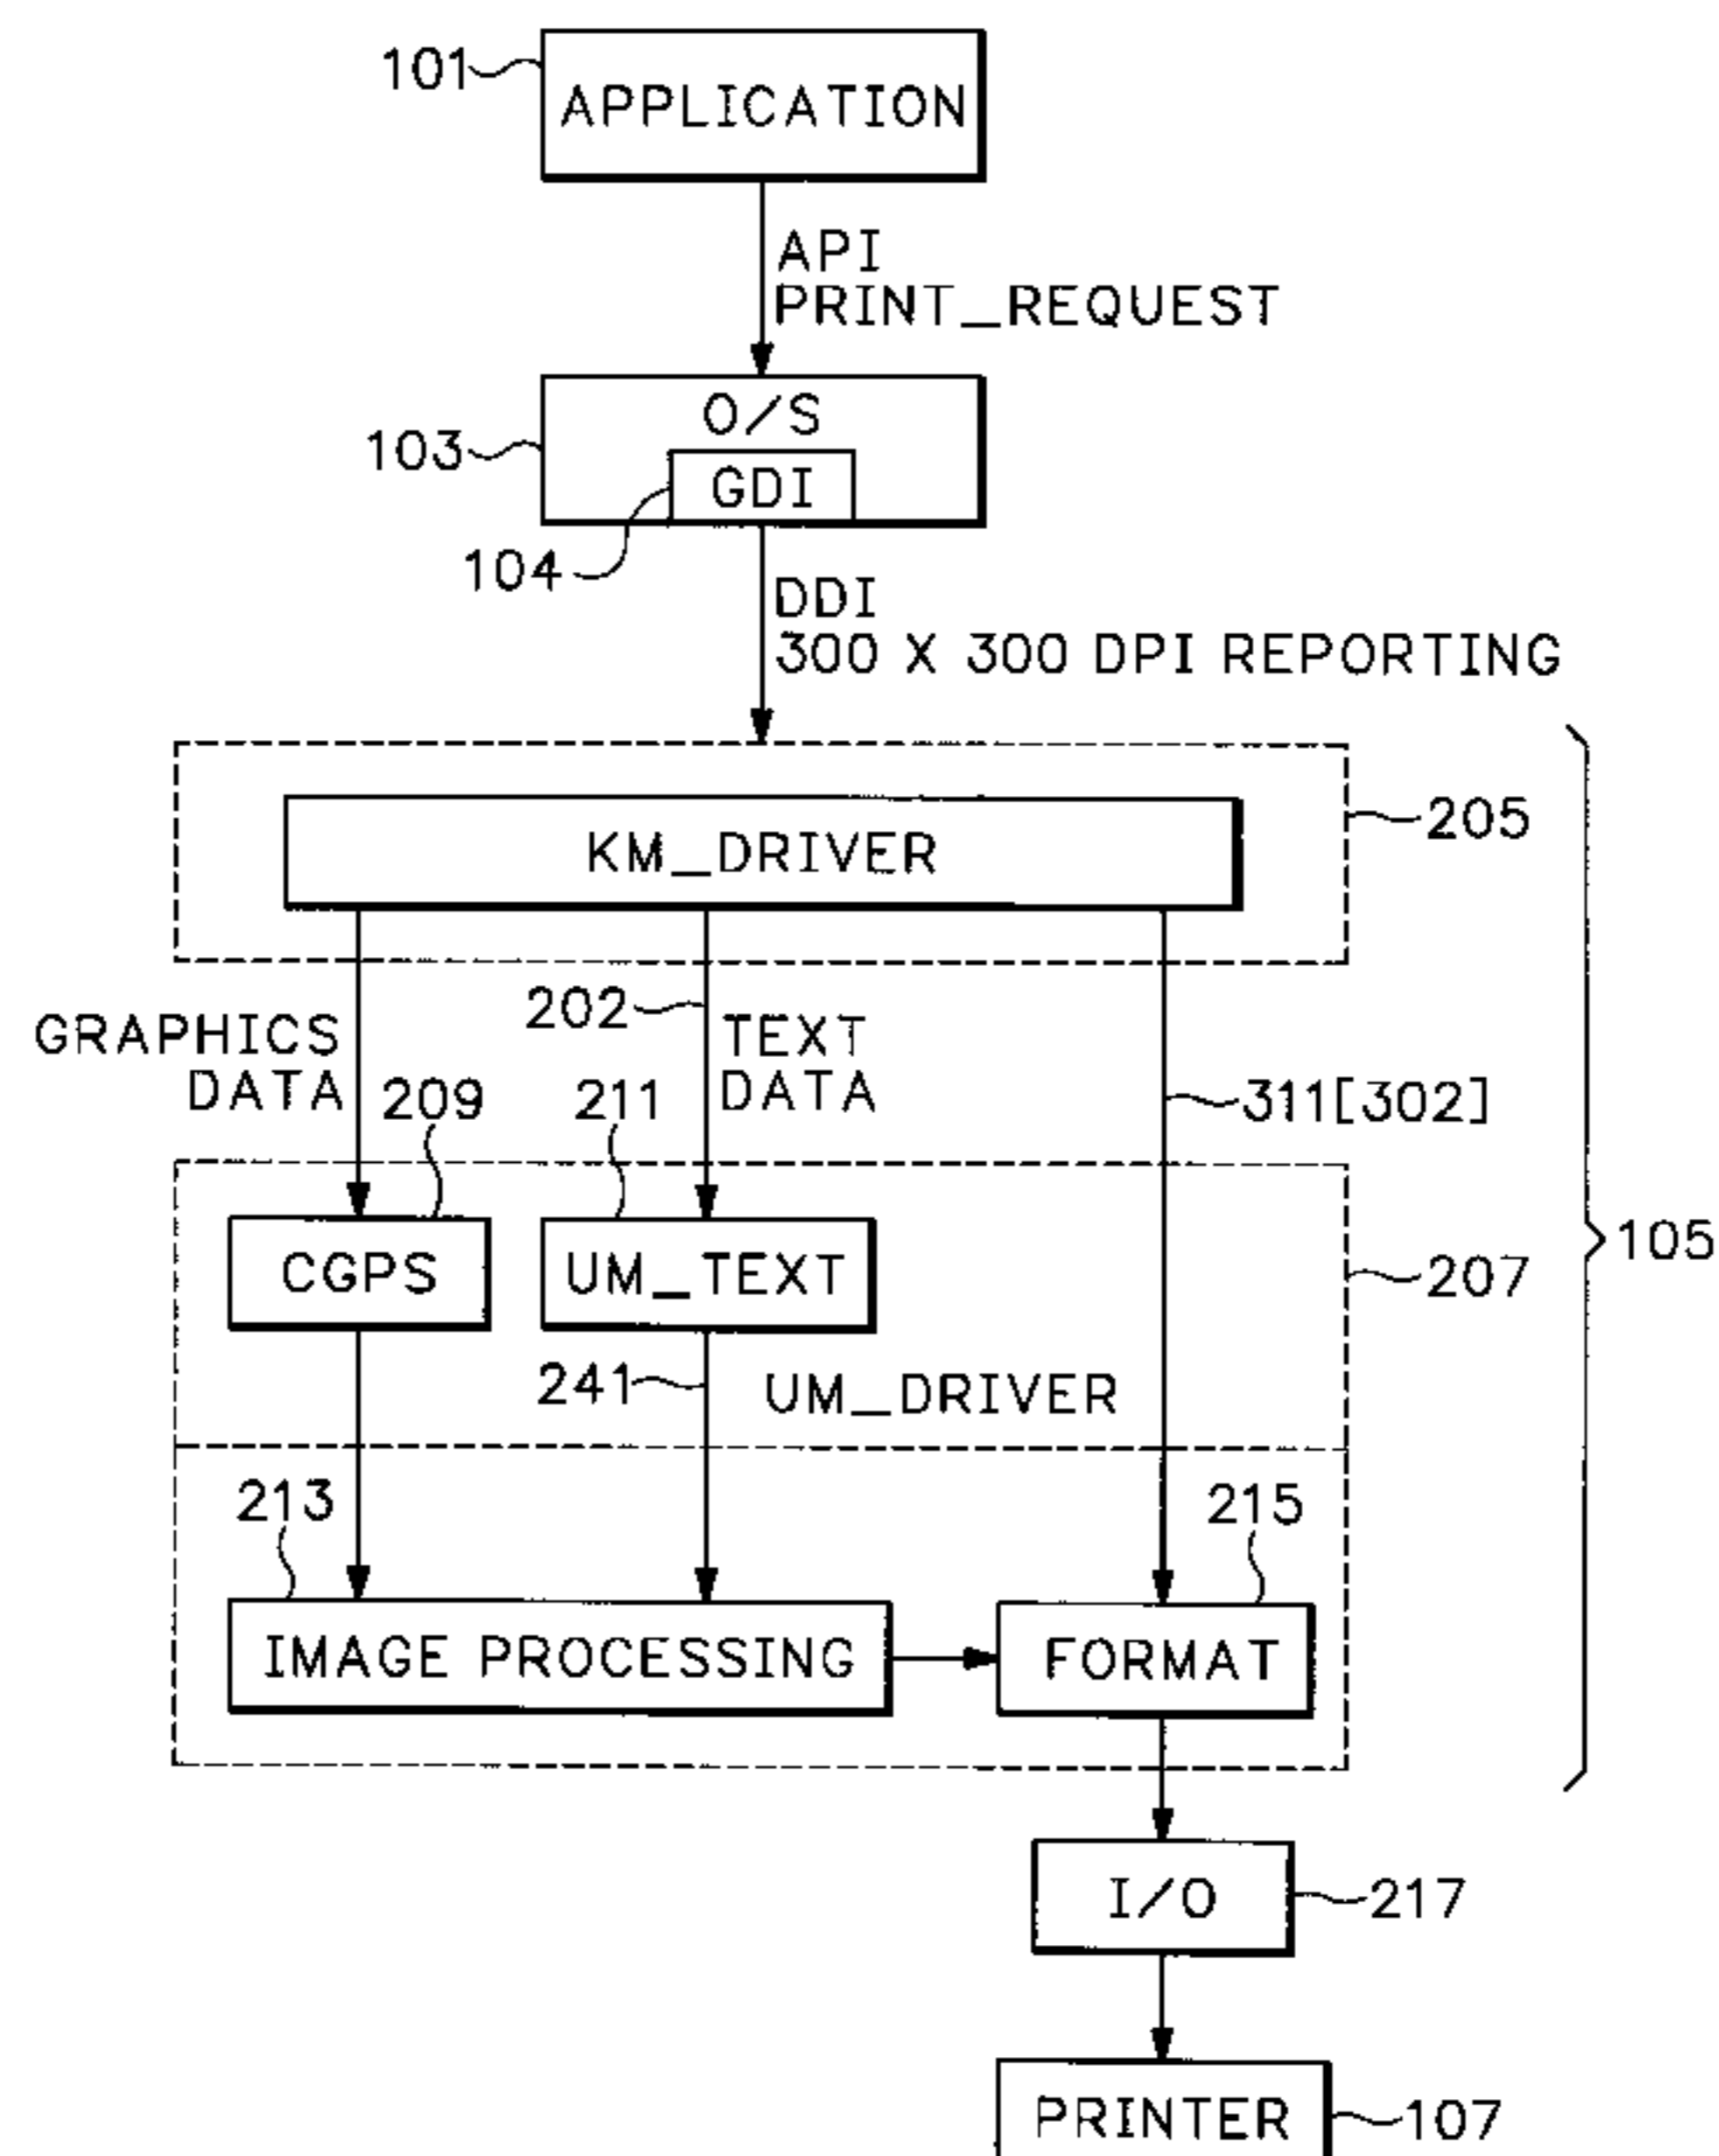 101
APPLICATION
API
PRINT_REQUEST
O/S
103
GDI
104
DDI
300 X 300 DPI REPORTING
205
KM_DRIVER
202
GRAPHICS
DATA
TEXT
DATA
209
211
311[302]
105
CGPS
UM_TEXT
207
241
UM_DRIVER
213
215
IMAGE PROCESSING
FORMAT
I/O
217
PRINTER
107